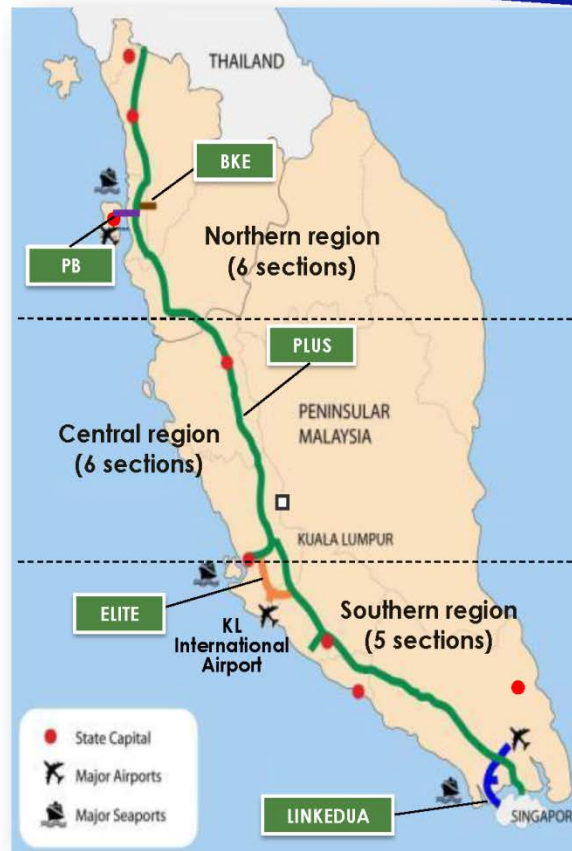 THAILAND
BKE
Northern region
(6 sections)
PB
PLUS
PENINSULAR
MALAYSIA
Central region
(6 sections)
KUALA LUMPUR
ELITE
Southern region
(5 sections)
KL
International
Airport
State Capital
Major Airports
Major Seaports
LINKEDUA
SINGAPOR